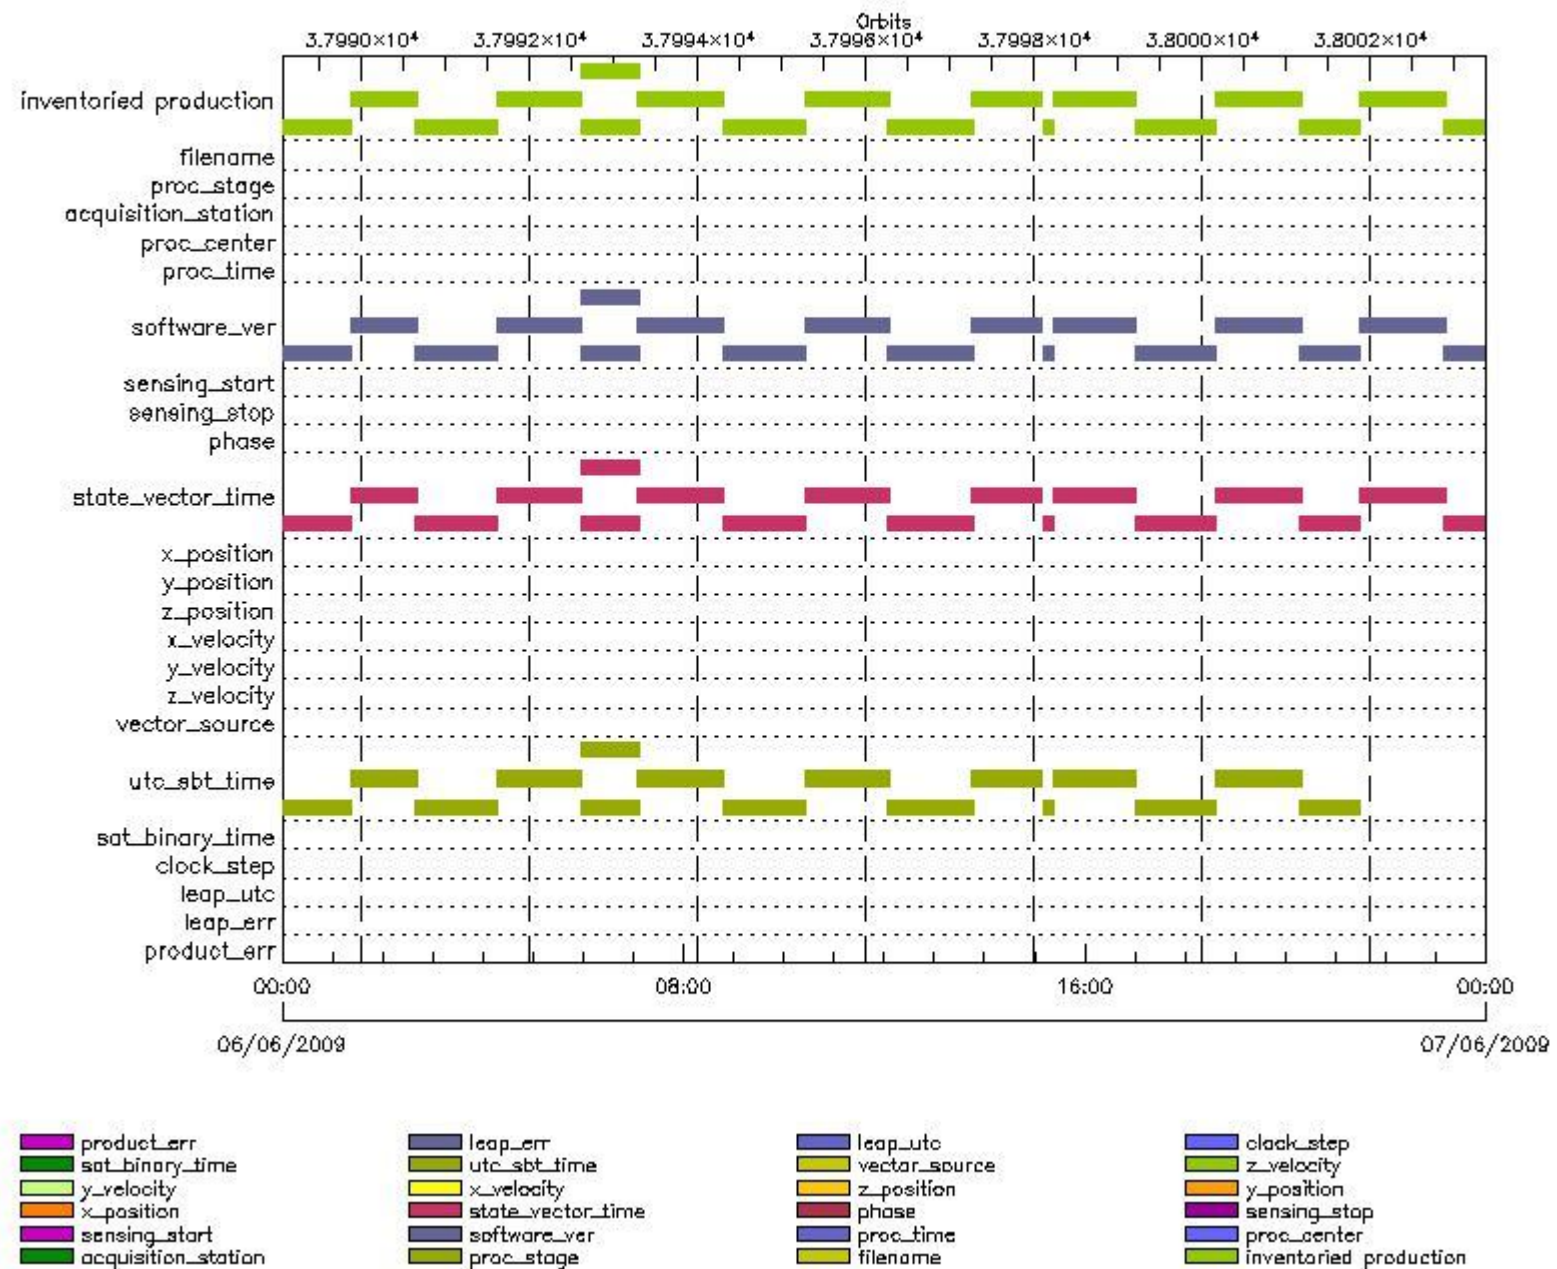 Orbits
3.7990×10⁴ 3.7992×10⁴ 3.7994×10⁴ 3.7996×10⁴ 3.7998×10⁴ 3.8000×10⁴ 3.8002×10⁴
inventoried production
filename
proc_stage
acquisition_station
proc_center
proc_time
software_ver
sensing_start
sensing_stop
phase
state_vector_time
x_position
y_position
z_position
x_velocity
y_velocity
z_velocity
vector_source
utc_sbt_time
sat_binary_time
clock_step
leap_utc
leap_err
product_err
00:00 08:00 16:00 00:00
06/06/2009 07/06/2009
product_err leap_err leap_utc clock_step
sat_binary_time utc_sbt_time vector_source z_velocity
y_velocity x_velocity z_position y_position
x_position state_vector_time phase sensing_stop
sensing_start software_ver proc_time proc_center
acquisition_station proc_stage filename inventoried production